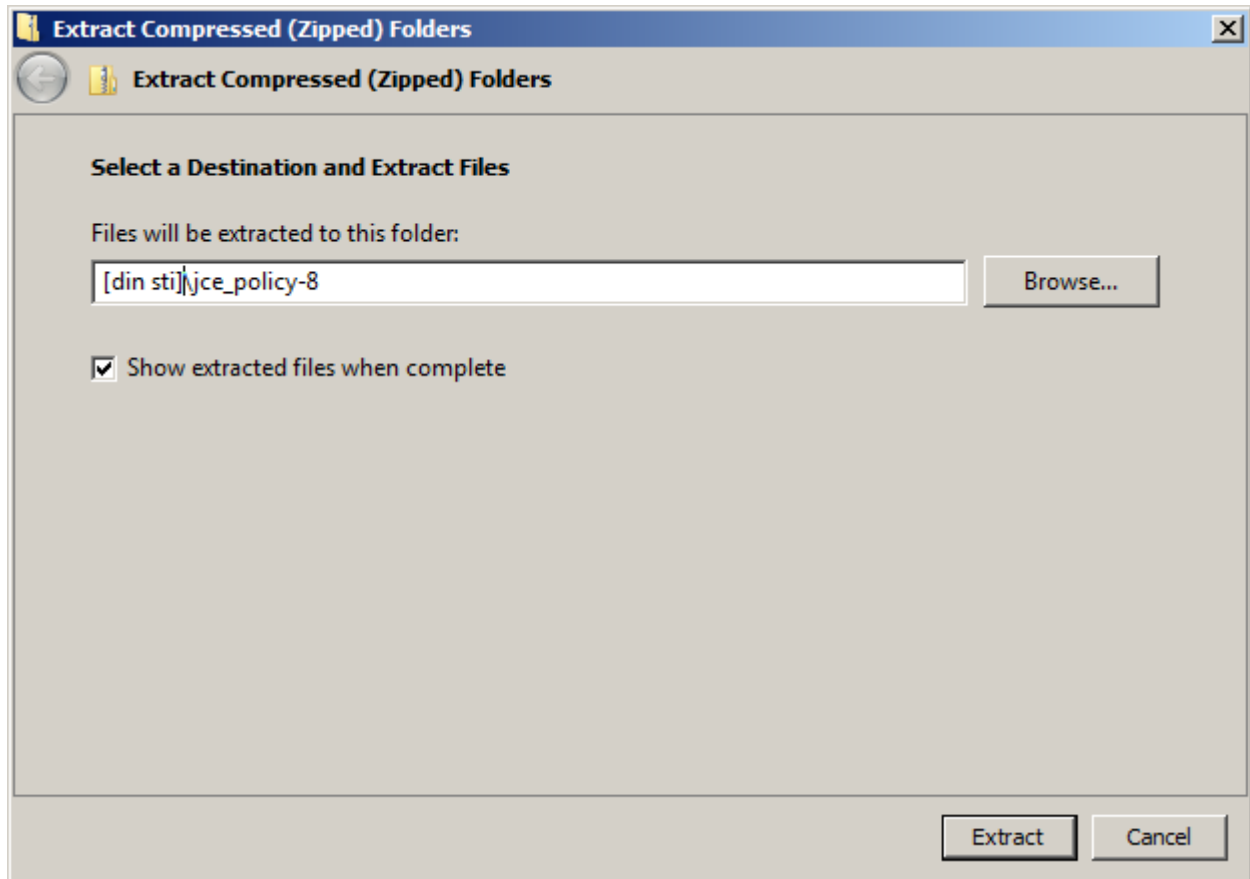 Extract Compressed (Zipped) Folders
Extract Compressed (Zipped) Folders
Select a Destination and Extract Files
Files will be extracted to this folder:
[din sti]\jce_policy-8
Browse...
Show extracted files when complete
Extract
Cancel